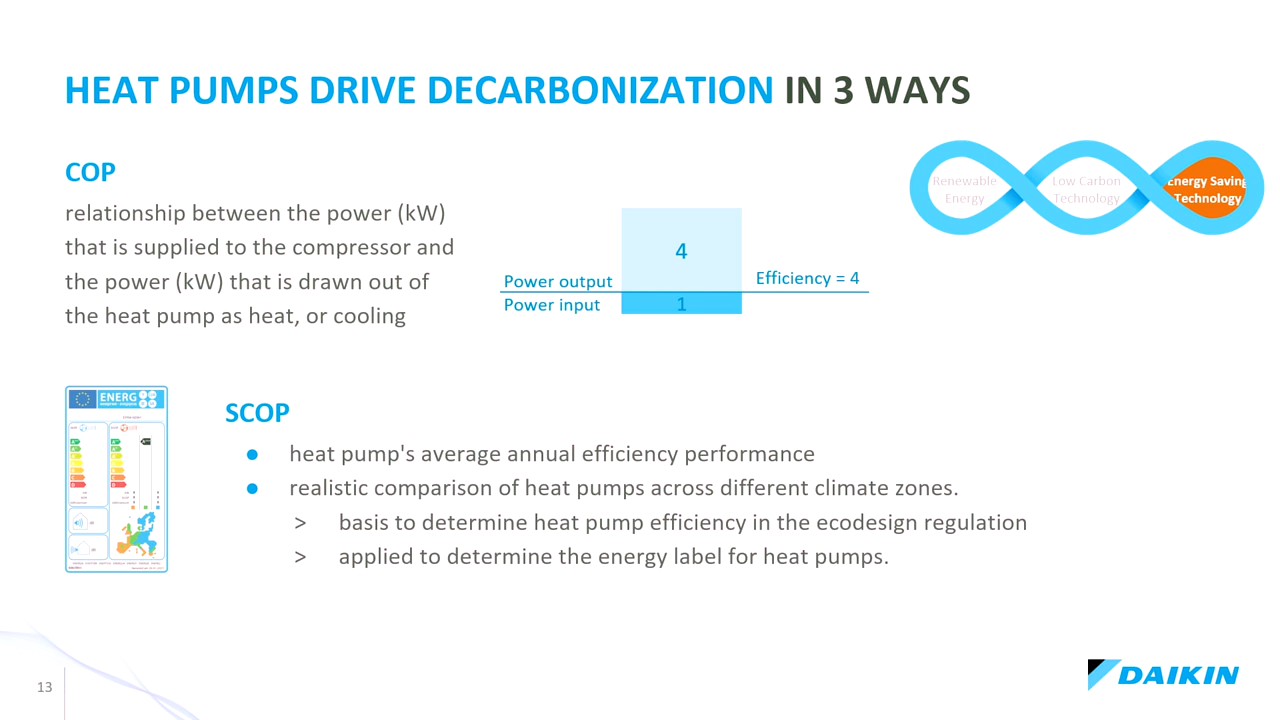 HEAT PUMPS DRIVE DECARBONIZATION IN 3 WAYS
COP
relationship between the power (kW)
that is supplied to the compressor and
the power (kW) that is drawn out of
the heat pump as heat, or cooling
4
Power output
Efficiency = 4
Power input
1
Renewable
Energy
Low Carbon
Technology
Energy Saving
Technology
ENERG
SCOP
● heat pump's average annual efficiency performance
● realistic comparison of heat pumps across different climate zones.
> basis to determine heat pump efficiency in the ecodesign regulation
> applied to determine the energy label for heat pumps.
13
DAIKIN